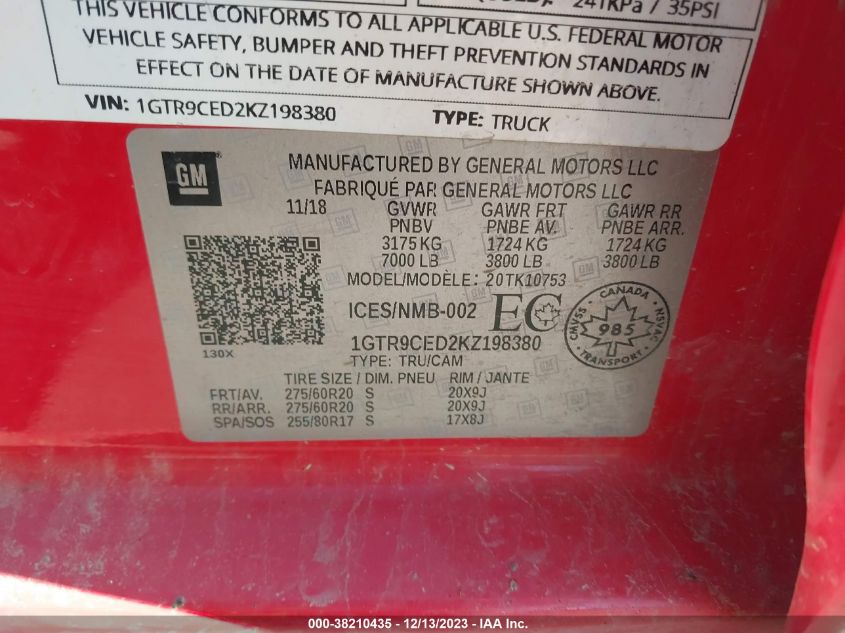 241KPa / 35PSI
THIS VEHICLE CONFORMS TO ALL APPLICABLE U.S. FEDERAL MOTOR
VEHICLE SAFETY, BUMPER AND THEFT PREVENTION STANDARDS IN
EFFECT ON THE DATE OF MANUFACTURE SHOWN ABOVE.
VIN: 1GTR9CED2KZ198380 TYPE: TRUCK
GM
MANUFACTURED BY GENERAL MOTORS LLC
FABRIQUÉ PAR GENERAL MOTORS LLC
11/18 GVWR GAWR FRT GAWR RR
PNBV PNBE AV. PNBE ARR.
3175 KG 1724 KG 1724 KG
7000 LB 3800 LB 3800 LB
MODEL/MODÈLE: 20TK10753
ICES/NMB-002 EC
CANADA
CMVSS 985 NSVAC
TRANSPORT
130X
1GTR9CED2KZ198380
TYPE: TRU/CAM
TIRE SIZE / DIM. PNEU RIM / JANTE
FRT/AV. 275/60R20 S 20X9J
RR/ARR. 275/60R20 S 20X9J
SPA/SOS 255/80R17 S 17X8J
000-38210435 - 12/13/2023 - IAA Inc.